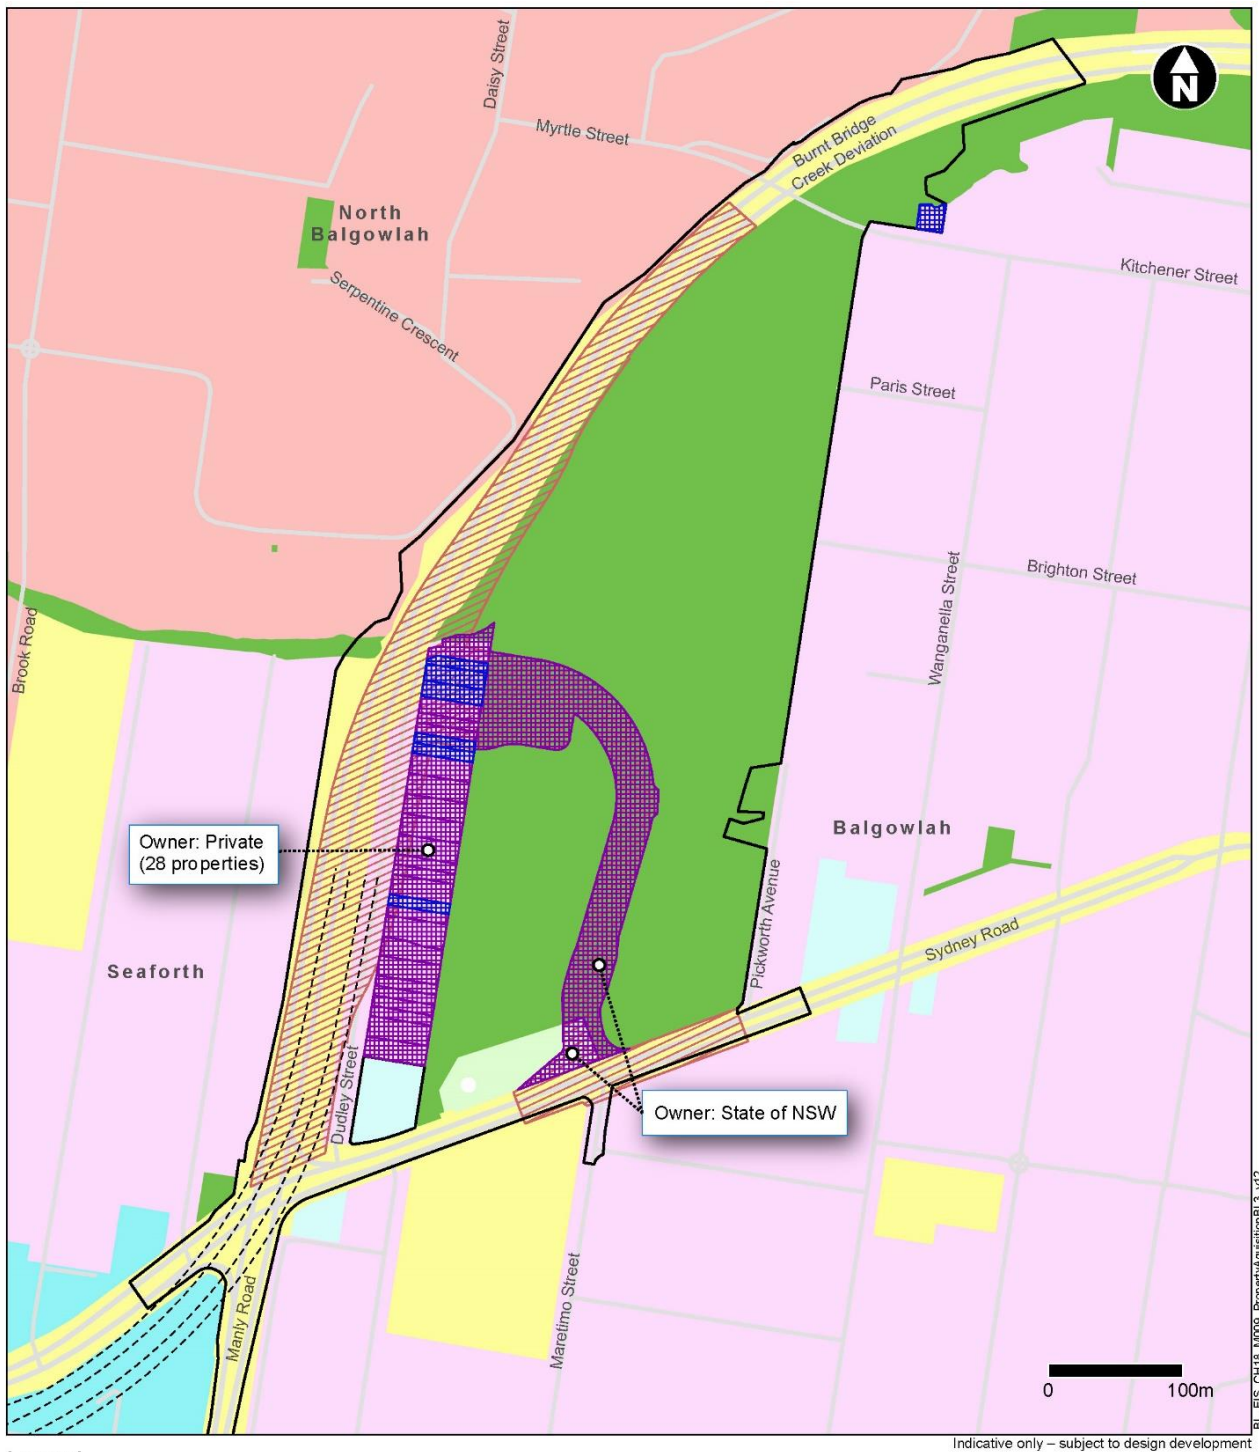 Daisy Street
Myrtle Street
Burnt Bridge
Creek Deviation
N
North
Balgowlah
Serpentine Crescent
Kitchener Street
Paris Street
Brighton Street
Wanganella Street
Brook Road
Owner: Private
(28 properties)
Balgowlah
Pickworth Avenue
Sydney Road
Seaforth
Dudley Street
Owner: State of NSW
Manly Road
Maretimo Street
0 100m
Indicative only – subject to design development